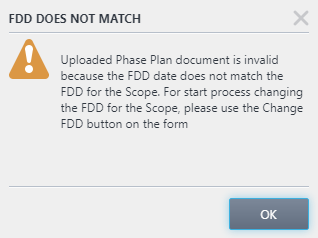 FDD DOES NOT MATCH
Uploaded Phase Plan document is invalid
because the FDD date does not match the
FDD for the Scope. For start process changing
the FDD for the Scope, please use the Change
FDD button on the form
OK